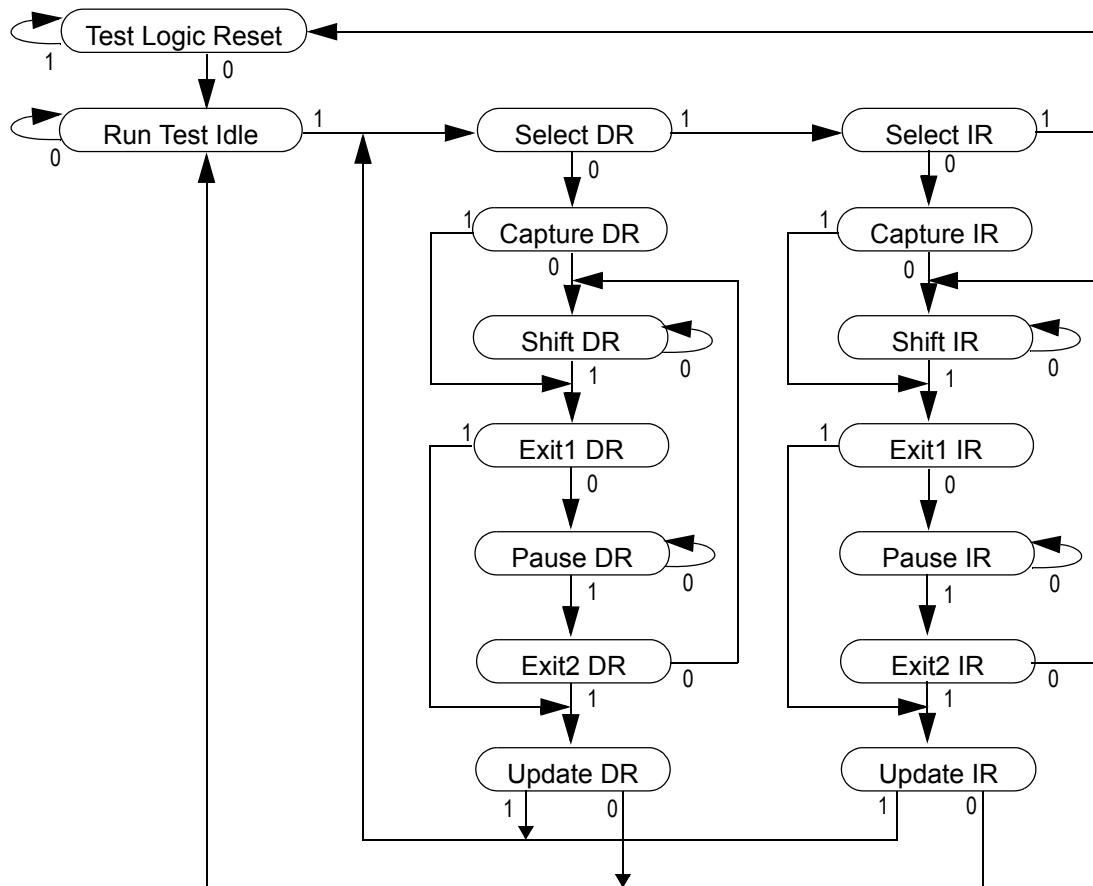 Test Logic Reset
1
0
Run Test Idle
0
1
Select DR
1
0
Select IR
1
0
1
Capture DR
0
1
Capture IR
0
Shift DR
0
1
Shift IR
0
1
1
Exit1 DR
0
1
Exit1 IR
0
Pause DR
0
1
Pause IR
0
1
Exit2 DR
0
1
Exit2 IR
0
1
Update DR
1
0
Update IR
1
0